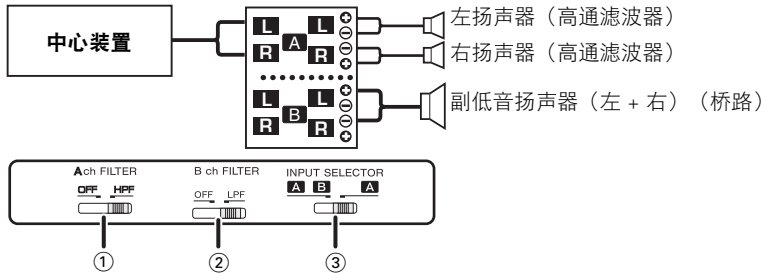 中心装置
L L
R A R
L L
R B R
左扬声器（高通滤波器）
右扬声器（高通滤波器）
副低音扬声器（左 + 右）（桥路）
A ch FILTER
OFF HPF
B ch FILTER
OFF LPF
INPUT SELECTOR
A B A
① ② ③